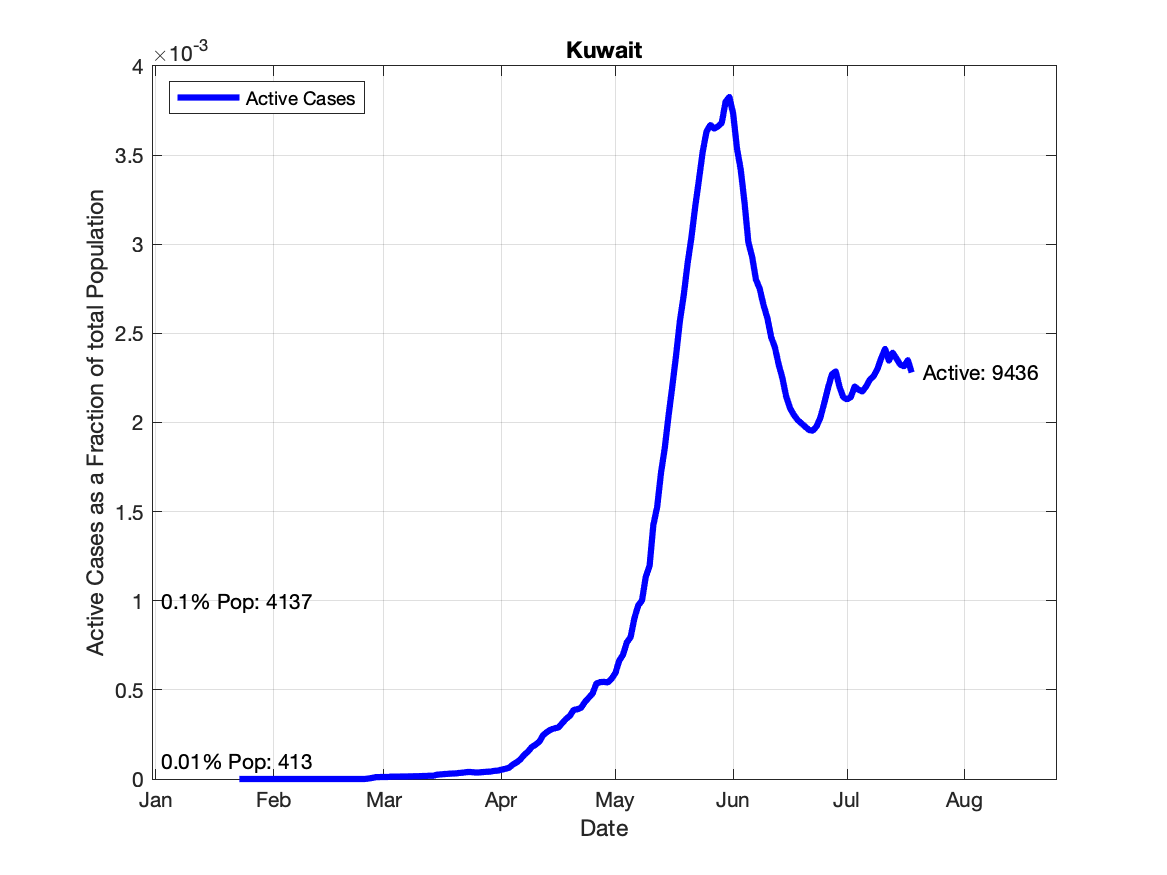 Kuwait
×10-3
Active Cases
4
3.5
3
2.5
2
1.5
1
0.5
0
Active Cases as a Fraction of total Population
Active: 9436
0.1% Pop: 4137
0.01% Pop: 413
Jan Feb Mar Apr May Jun Jul Aug
Date